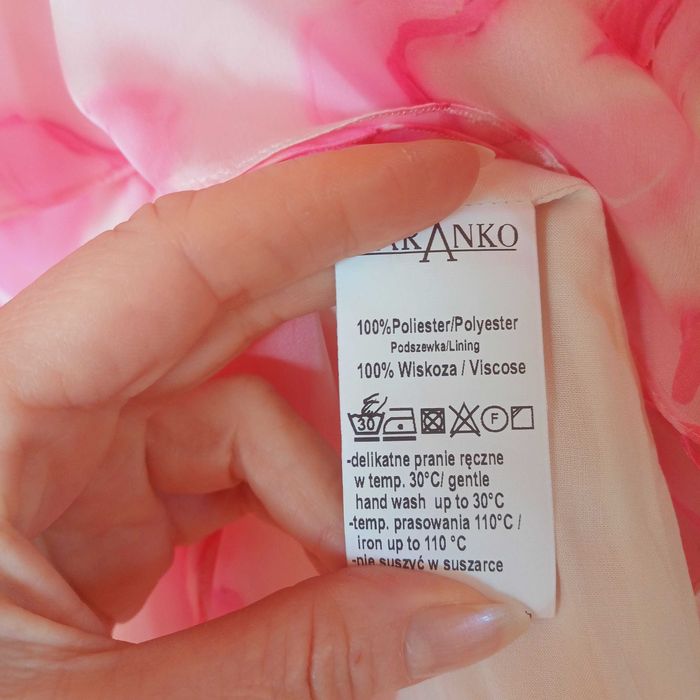 100%Poliester/Polyester
Podszewka/Lining
100% Wiskoza / Viscose
30 F
-delikatne pranie ręczne
w temp. 30°C/ gentle
hand wash up to 30°C
-temp. prasowania 110°C /
iron up to 110 °C
-nie suszyć w suszarce